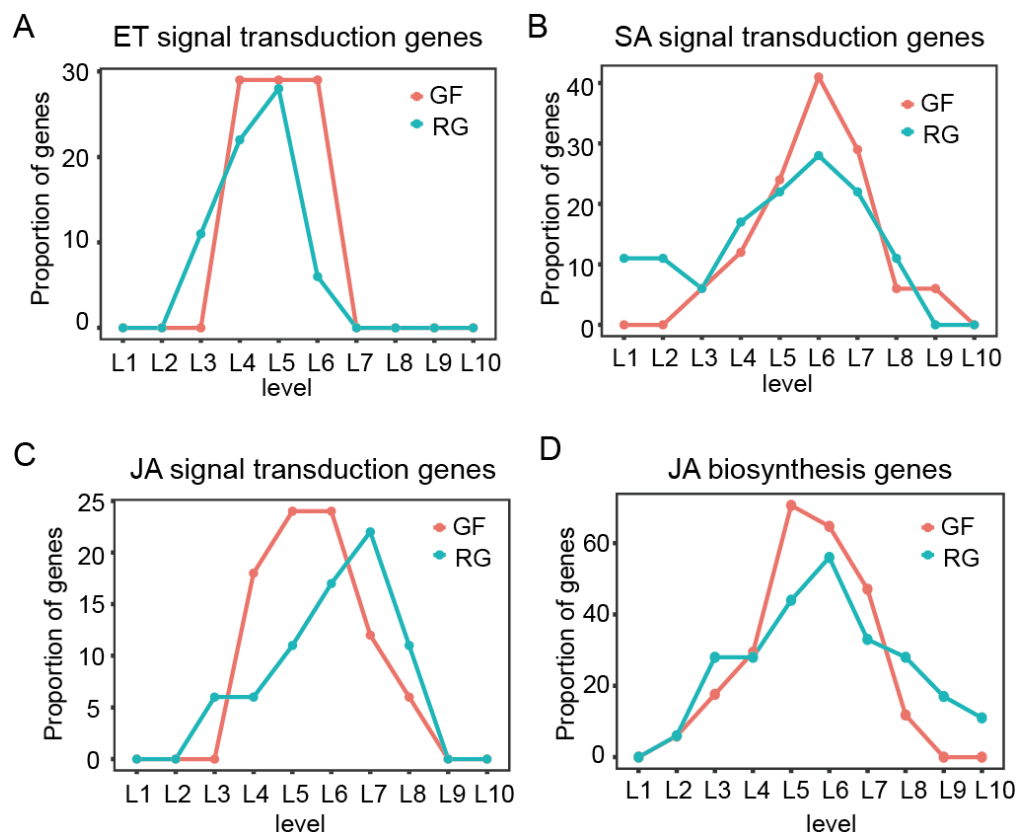 A
ET signal transduction genes
Proportion of genes
30
20
10
0
GF
RG
L1 L2 L3 L4 L5 L6 L7 L8 L9 L10
level
B
SA signal transduction genes
Proportion of genes
40
30
20
10
0
GF
RG
L1 L2 L3 L4 L5 L6 L7 L8 L9 L10
level
C
JA signal transduction genes
Proportion of genes
25
20
15
10
5
0
GF
RG
L1 L2 L3 L4 L5 L6 L7 L8 L9 L10
level
D
JA biosynthesis genes
Proportion of genes
60
40
20
0
GF
RG
L1 L2 L3 L4 L5 L6 L7 L8 L9 L10
level